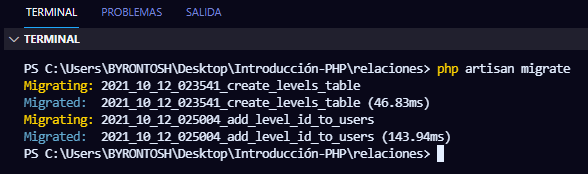 TERMINAL PROBLEMAS SALIDA
TERMINAL
PS C:\Users\BYRONTOSH\Desktop\Introducción-PHP\relaciones> php artisan migrate
Migrating: 2021_10_12_023541_create_levels_table
Migrated:  2021_10_12_023541_create_levels_table (46.83ms)
Migrating: 2021_10_12_025004_add_level_id_to_users
Migrated:  2021_10_12_025004_add_level_id_to_users (143.94ms)
PS C:\Users\BYRONTOSH\Desktop\Introducción-PHP\relaciones>